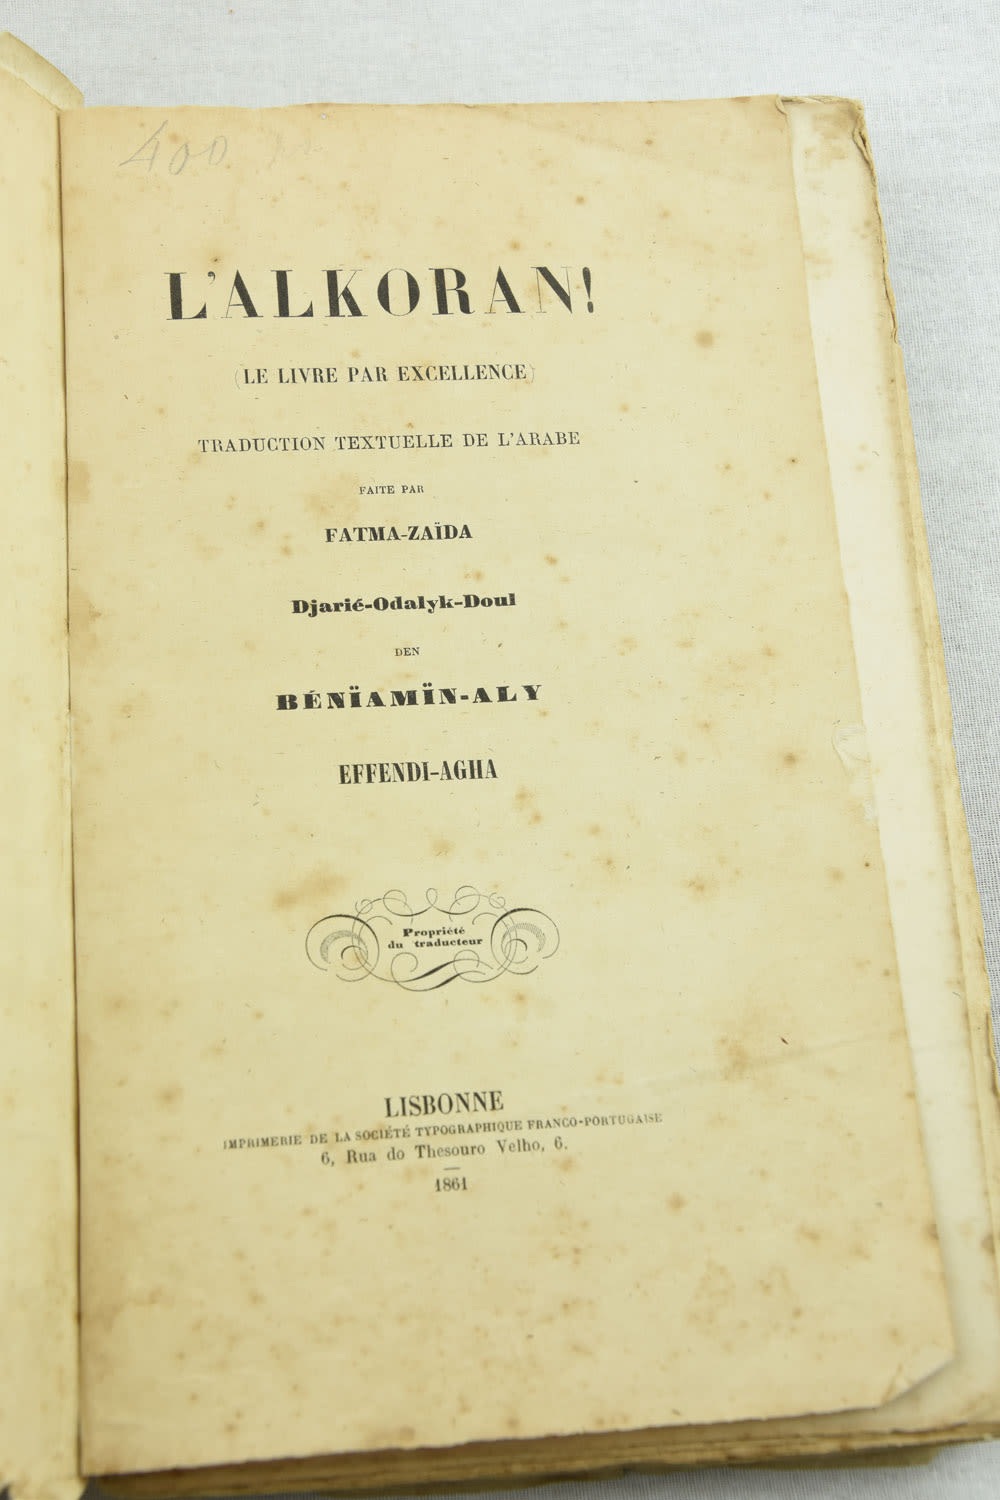 400
L'ALKORAN!
(LE LIVRE PAR EXCELLENCE)
TRADUCTION TEXTUELLE DE L'ARABE
FAITE PAR
FATMA-ZAÏDA
Djarié-Odalyk-Doul
DEN
BÉNÏAMÏN-ALY
EFFENDI-AGHA
Propriété
du traducteur
LISBONNE
IMPRIMERIE DE LA SOCIÉTÉ TYPOGRAPHIQUE FRANCO-PORTUGAISE
6, Rua do Thesouro Velho, 6.
1861